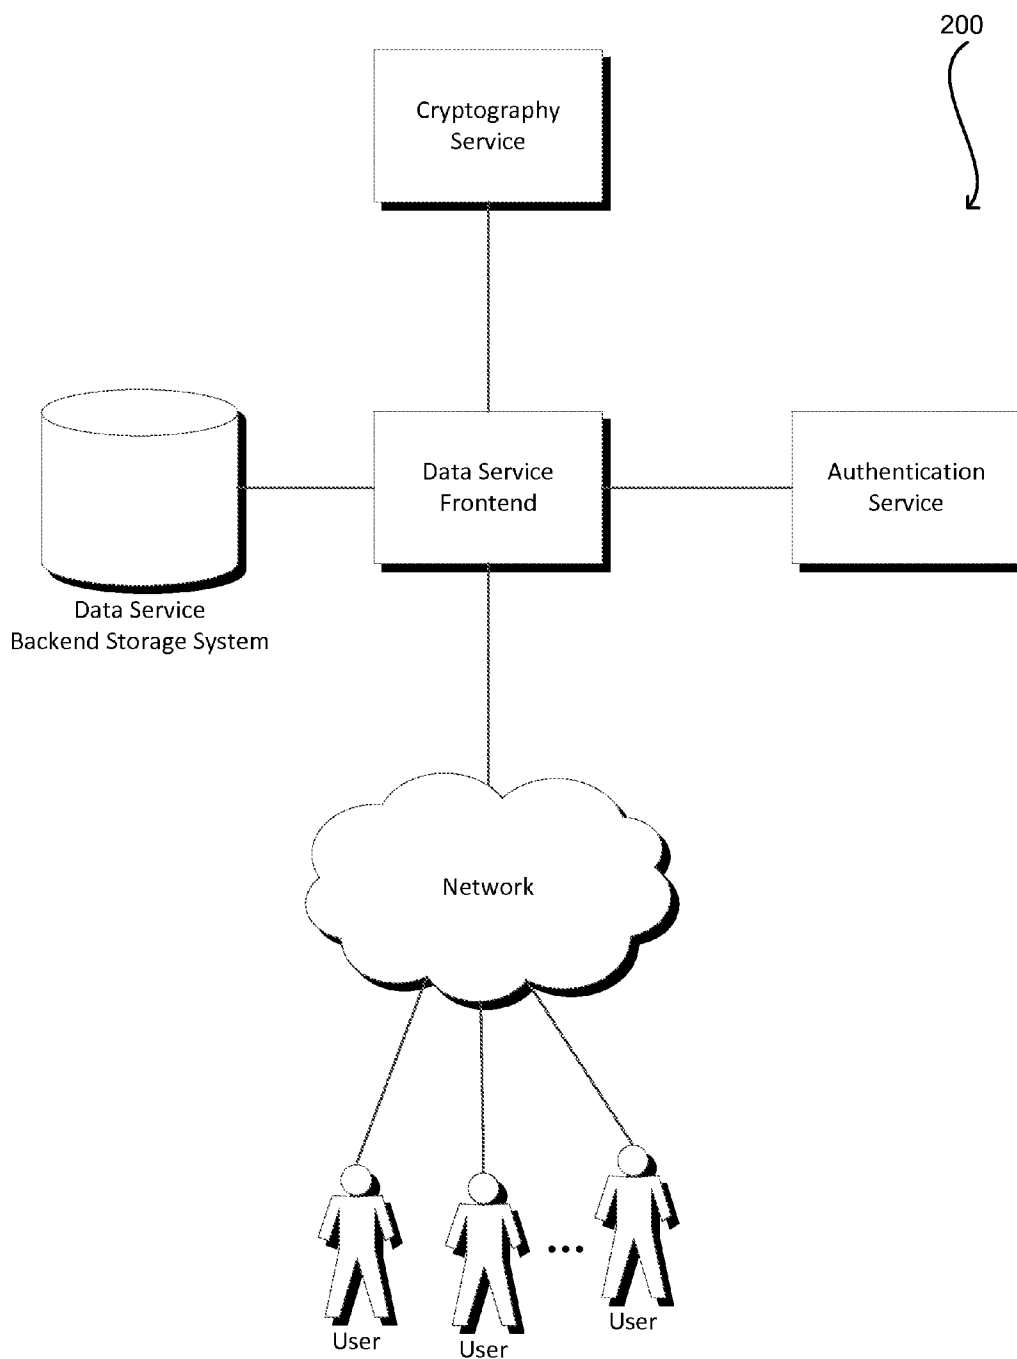 200
Cryptography
Service
Data Service
Frontend
Authentication
Service
Data Service
Backend Storage System
Network
...
User
User
User